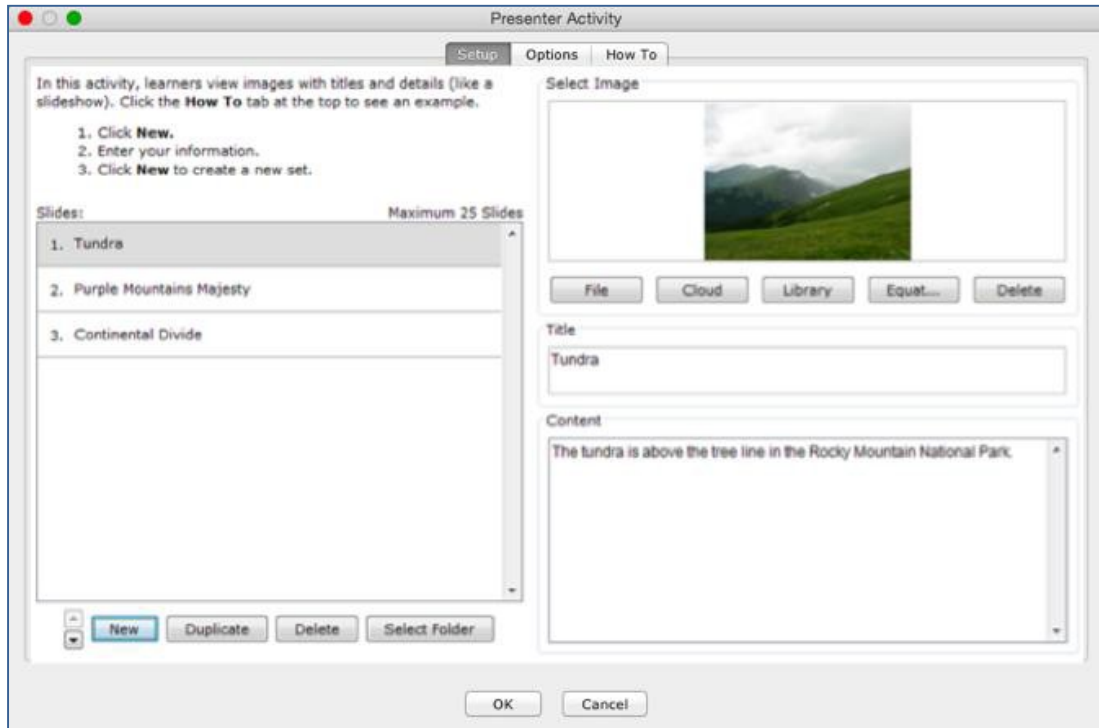 Presenter Activity
Setup
Options
How To
In this activity, learners view images with titles and details (like a
slideshow). Click the How To tab at the top to see an example.
1. Click New.
2. Enter your information.
3. Click New to create a new set.
Slides:
Maximum 25 Slides
1. Tundra
2. Purple Mountains Majesty
3. Continental Divide
New
Duplicate
Delete
Select Folder
Select Image
File
Cloud
Library
Equat...
Delete
Title
Tundra
Content
The tundra is above the tree line in the Rocky Mountain National Park.
OK
Cancel